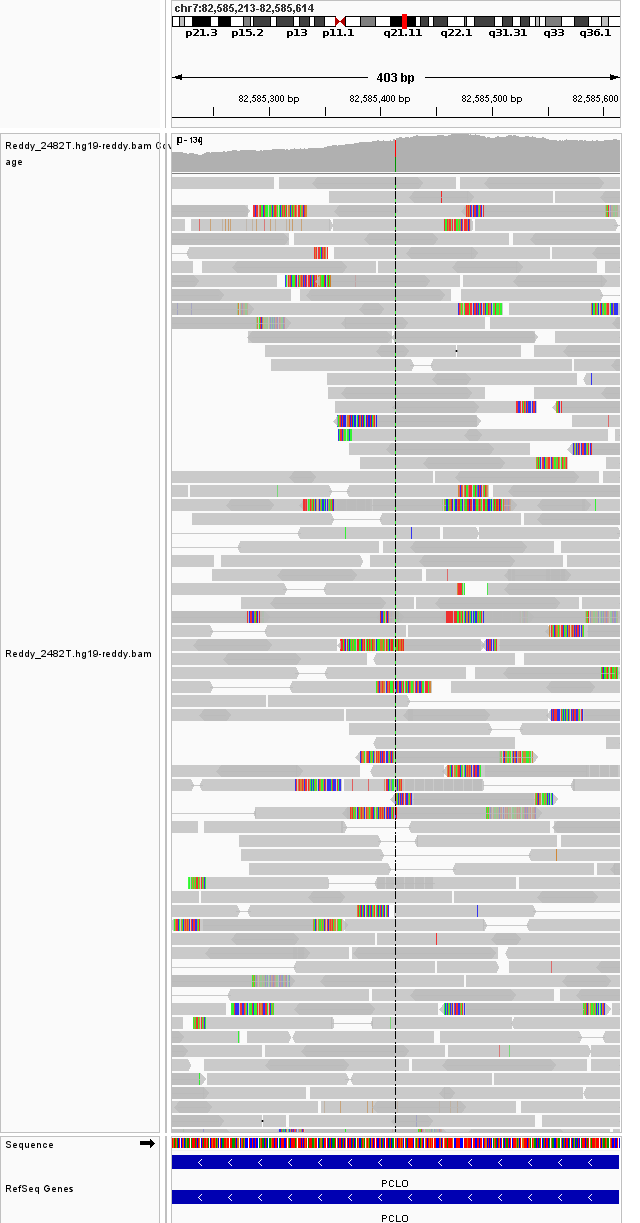 chr7:82,585,213-82,585,614
p21.3 p15.2 p13 p11.1 q21.11 q22.1 q31.31 q33 q36.1
403 bp
82,585,300 bp 82,585,400 bp 82,585,500 bp 82,585,600
Reddy_2482T.hg19-reddy.bam Cov
age
[0 - 134]
Reddy_2482T.hg19-reddy.bam
Sequence
RefSeq Genes
PCLO
PCLO